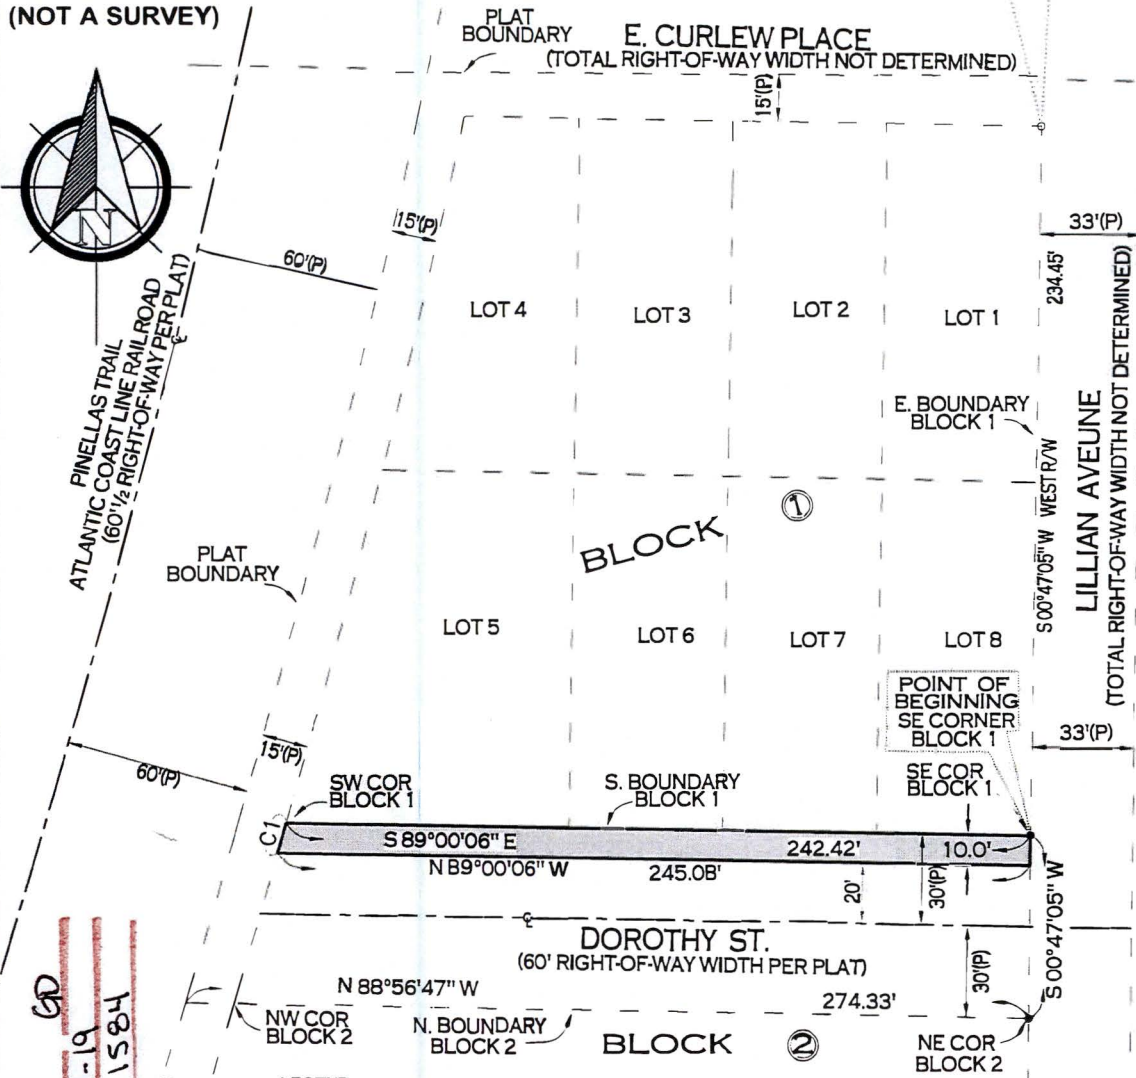 (NOT A SURVEY)
PLAT
BOUNDARY
E. CURLEW PLACE
(TOTAL RIGHT-OF-WAY WIDTH NOT DETERMINED)
15'(P)
N
15'(P)
33'(P)
60'(P)
234.45'
PINELLAS TRAIL
ATLANTIC COAST LINE RAILROAD
(60'1/2 RIGHT-OF-WAY PER PLAT)
LOT 4
LOT 3
LOT 2
LOT 1
E. BOUNDARY
BLOCK 1
S 00°47'05" W WEST R/W
LILLIAN AVEUNE
(TOTAL RIGHT-OF-WAY WIDTH NOT DETERMINED)
BLOCK 1
PLAT
BOUNDARY
LOT 5
LOT 6
LOT 7
LOT 8
POINT OF
BEGINNING
SE CORNER
BLOCK 1
33'(P)
15'(P)
60'(P)
SW COR
BLOCK 1
S. BOUNDARY
BLOCK 1
SE COR
BLOCK 1
C1
S 89°00'06" E
242.42'
10.0'
N 89°00'06" W
245.08'
20'
30'(P)
S 00°47'05" W
DOROTHY ST.
(60' RIGHT-OF-WAY WIDTH PER PLAT)
30'(P)
N 88°56'47" W
274.33'
NW COR
BLOCK 2
N. BOUNDARY
BLOCK 2
BLOCK 2
NE COR
BLOCK 2
GD
-19
1584